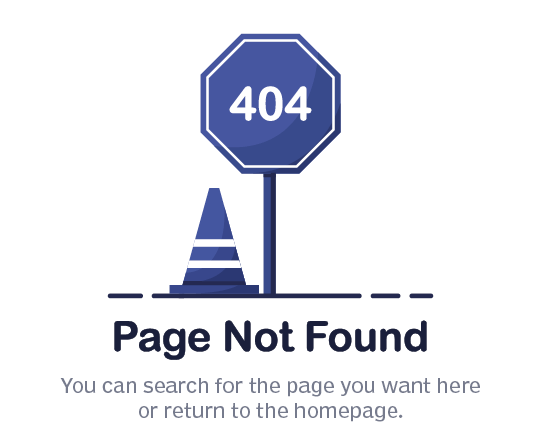 404
Page Not Found
You can search for the page you want here
or return to the homepage.